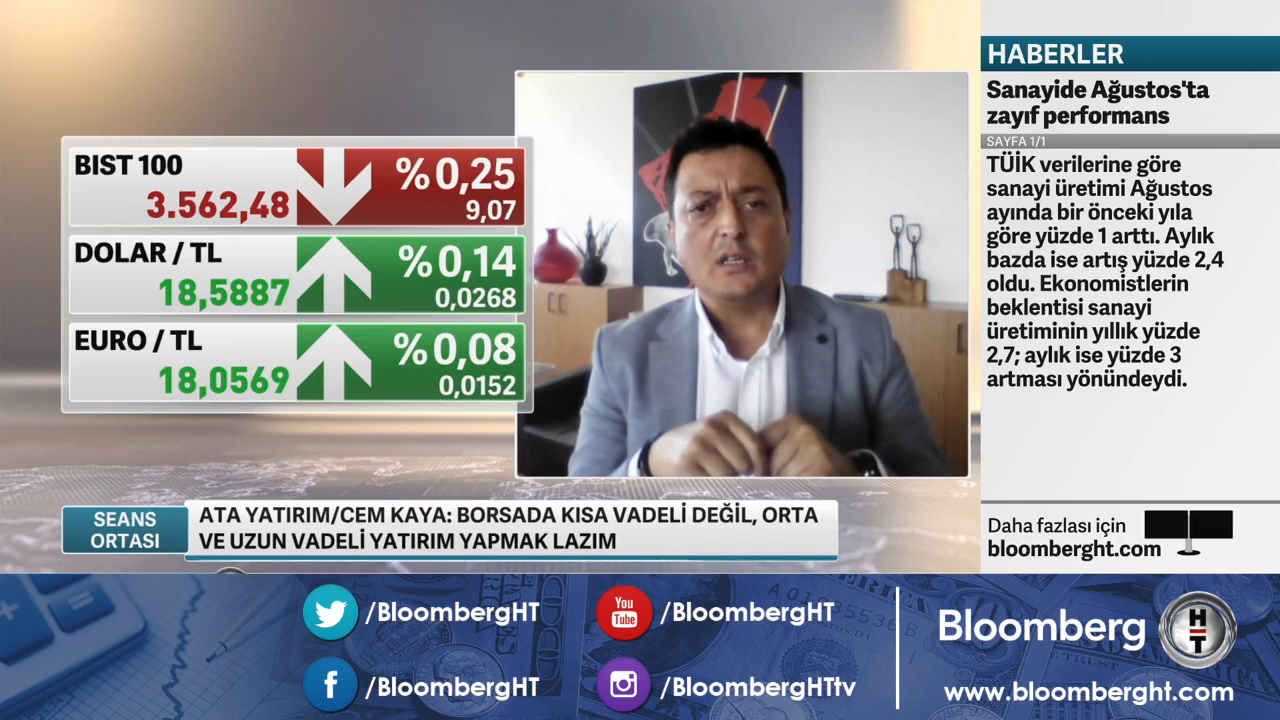 BIST 100
3.562,48
%0,25
9,07
DOLAR / TL
18,5887
%0,14
0,0268
EURO / TL
18,0569
%0,08
0,0152
SEANS
ORTASI
ATA YATIRIM/CEM KAYA: BORSADA KISA VADELİ DEĞİL, ORTA
VE UZUN VADELİ YATIRIM YAPMAK LAZIM
HABERLER
Sanayide Ağustos'ta
zayıf performans
SAYFA 1/1
TÜİK verilerine göre
sanayi üretimi Ağustos
ayında bir önceki yıla
göre yüzde 1 arttı. Aylık
bazda ise artış yüzde 2,4
oldu. Ekonomistlerin
beklentisi sanayi
üretiminin yıllık yüzde
2,7; aylık ise yüzde 3
artması yönündeydi.
Daha fazlası için
bloomberght.com
/BloombergHT
You
Tube
/BloombergHT
/BloombergHT
/BloombergHTtv
Bloomberg
HT
www.bloomberght.com